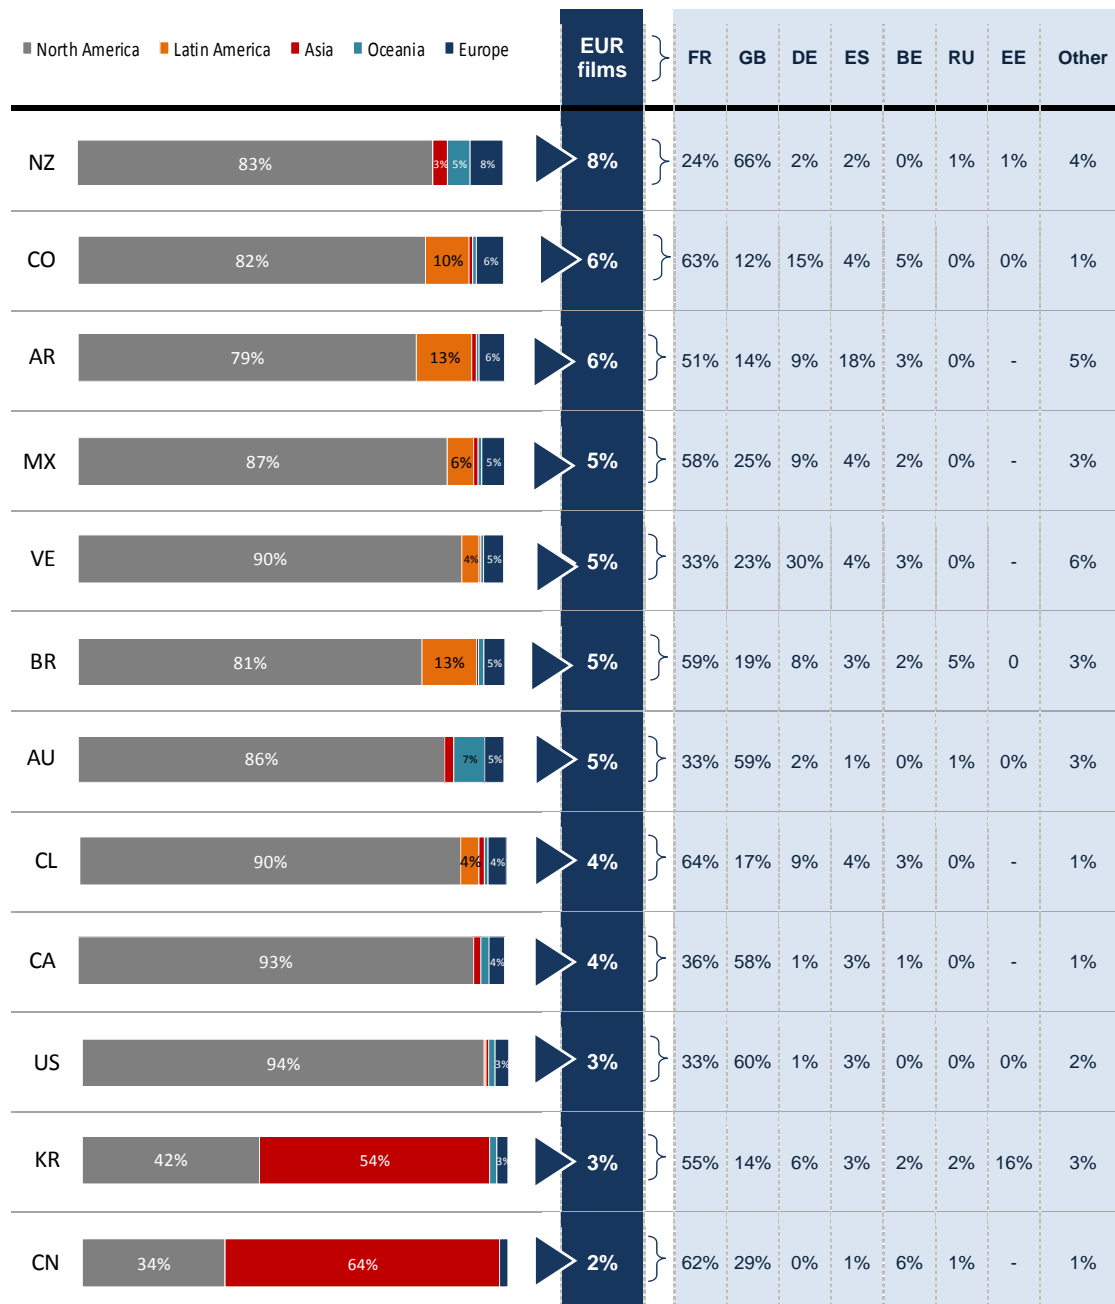 North America Latin America Asia Oceania Europe
EUR films FR GB DE ES BE RU EE Other
NZ 83% 3% 5% 8% 8% 24% 66% 2% 2% 0% 1% 1% 4%
CO 82% 10% 6% 6% 63% 12% 15% 4% 5% 0% 0% 1%
AR 79% 13% 6% 6% 51% 14% 9% 18% 3% 0% - 5%
MX 87% 6% 5% 5% 58% 25% 9% 4% 2% 0% - 3%
VE 90% 4% 5% 5% 33% 23% 30% 4% 3% 0% - 6%
BR 81% 13% 5% 5% 59% 19% 8% 3% 2% 5% 0 3%
AU 86% 7% 5% 5% 33% 59% 2% 1% 0% 1% 0% 3%
CL 90% 4% 4% 4% 64% 17% 9% 4% 3% 0% - 1%
CA 93% 4% 4% 36% 58% 1% 3% 1% 0% - 1%
US 94% 3% 3% 33% 60% 1% 3% 0% 0% 0% 2%
KR 42% 54% 3% 3% 55% 14% 6% 3% 2% 2% 16% 3%
CN 34% 64% 2% 62% 29% 0% 1% 6% 1% - 1%